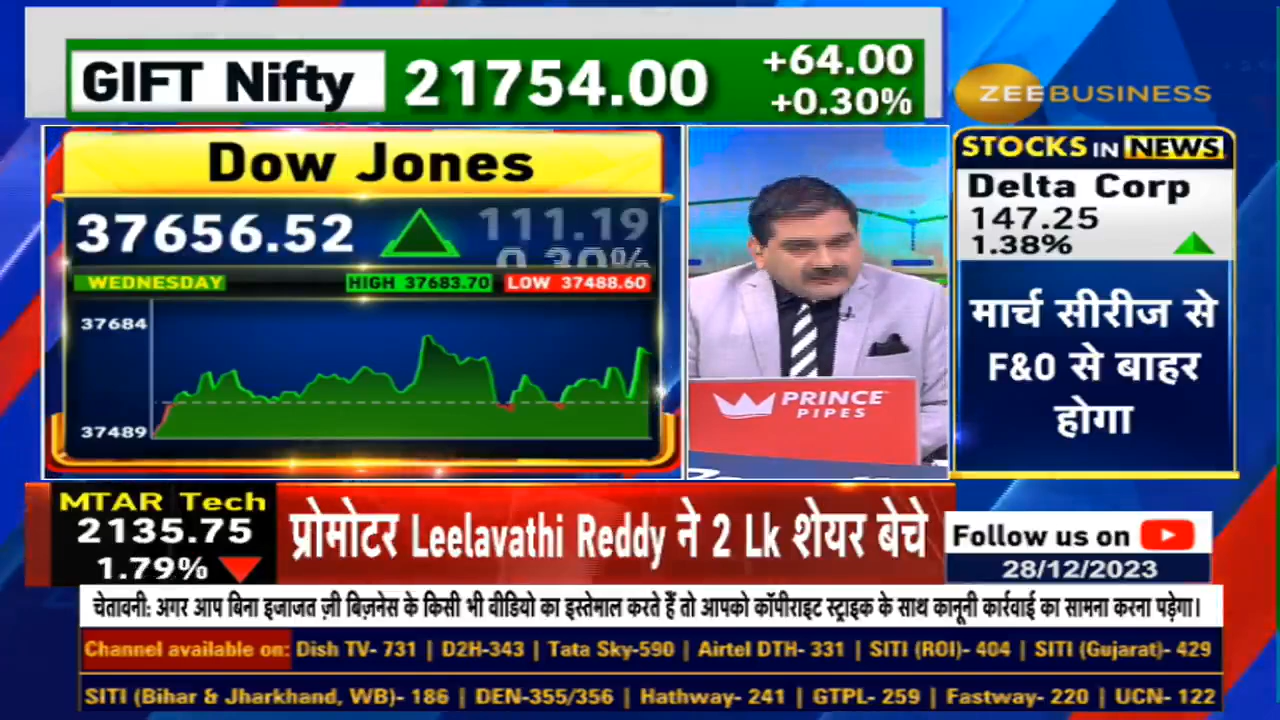 GIFT Nifty 21754.00 +64.00
+0.30%
ZEEBUSINESS
Dow Jones
37656.52 111.19
0.30%
WEDNESDAY HIGH 37683.70 LOW 37488.60
37684
37489
PRINCE
PIPES
STOCKS IN NEWS
Delta Corp
147.25
1.38%
मार्च सीरीज से
F&O से बाहर
होगा
MTAR Tech
2135.75
1.79%
प्रोमोटर Leelavathi Reddy ने 2 Lk शेयर बेचे
Follow us on
28/12/2023
चेतावनी: अगर आप बिना इजाजत ज़ी बिज़नेस के किसी भी वीडियो का इस्तेमाल करते हैं तो आपको कॉपीराइट स्ट्राइक के साथ कानूनी कार्रवाई का सामना करना पड़ेगा।
Channel available on: Dish TV- 731 | D2H-343 | Tata Sky-590 | Airtel DTH- 331 | SITI (ROI)- 404 | SITI (Gujarat)- 429
SITI (Bihar & Jharkhand, WB)- 186 | DEN-355/356 | Hathway- 241 | GTPL- 259 | Fastway- 220 | UCN- 122